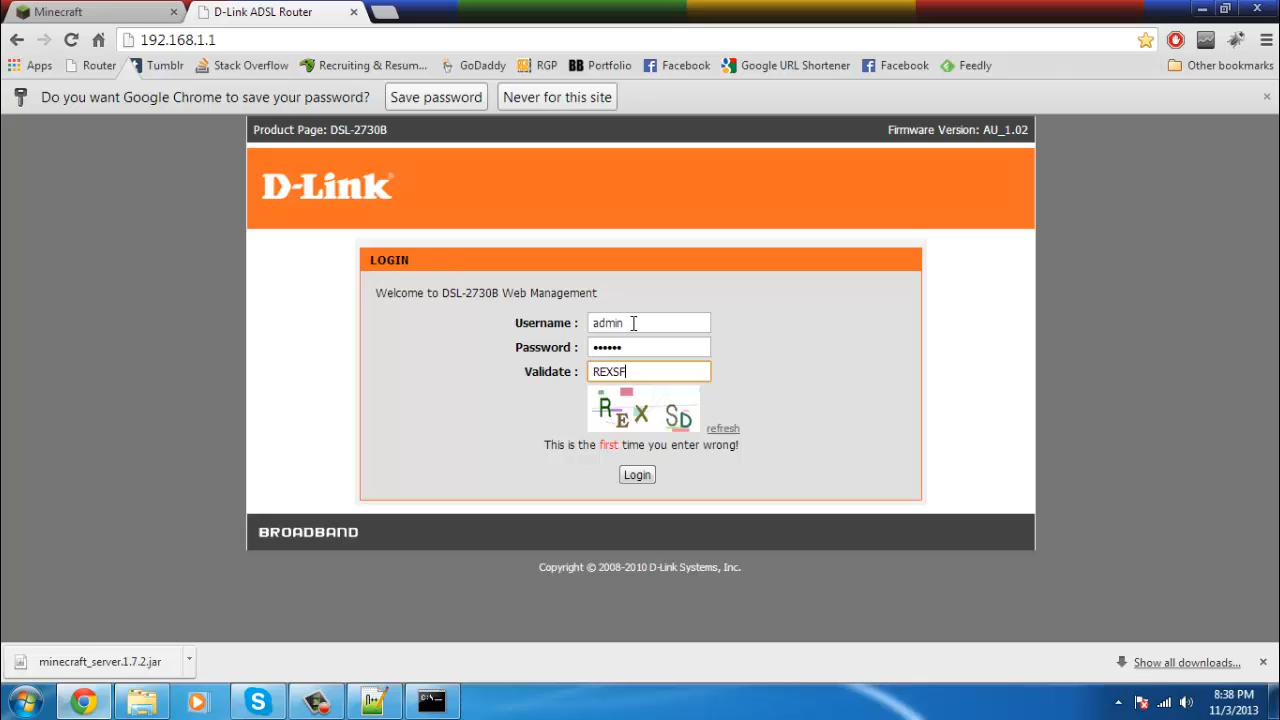 Minecraft
D-Link ADSL Router
192.168.1.1
Apps
Router
Tumblr
Stack Overflow
Recruiting & Resum...
GoDaddy
RGP
Portfolio
Facebook
Google URL Shortener
Facebook
Feedly
Other bookmarks
Do you want Google Chrome to save your password?
Save password
Never for this site
Product Page: DSL-2730B
Firmware Version: AU_1.02
D-Link
LOGIN
Welcome to DSL-2730B Web Management
Username : admin
Password : ••••••
Validate : REXSF
R E X S D
refresh
This is the first time you enter wrong!
Login
BROADBAND
Copyright © 2008-2010 D-Link Systems, Inc.
minecraft_server.1.7.2.jar
Show all downloads...
8:38 PM
11/3/2013